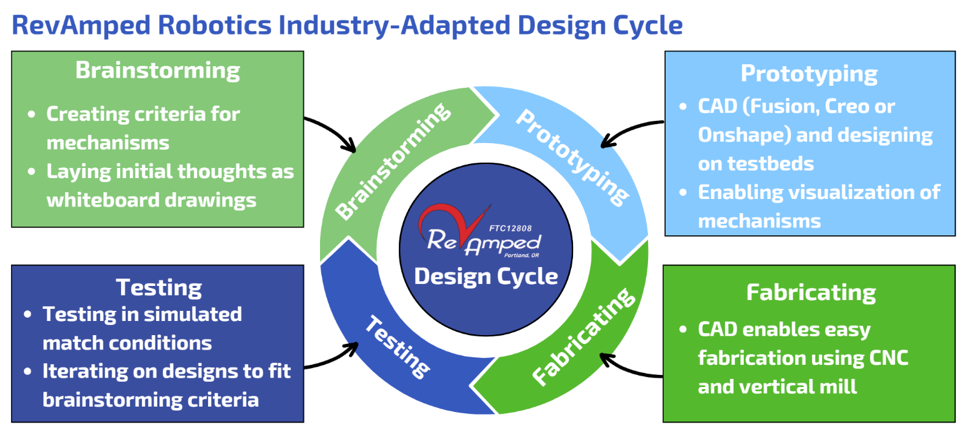 RevAmped Robotics Industry-Adapted Design Cycle
Brainstorming
• Creating criteria for
mechanisms
• Laying initial thoughts as
whiteboard drawings
Prototyping
• CAD (Fusion, Creo or
Onshape) and designing
on testbeds
• Enabling visualization of
mechanisms
Brainstorming
Prototyping
Fabricating
Testing
FTC12808
RevAmped
Portland, OR
Design Cycle
Testing
• Testing in simulated
match conditions
• Iterating on designs to fit
brainstorming criteria
Fabricating
• CAD enables easy
fabrication using CNC
and vertical mill